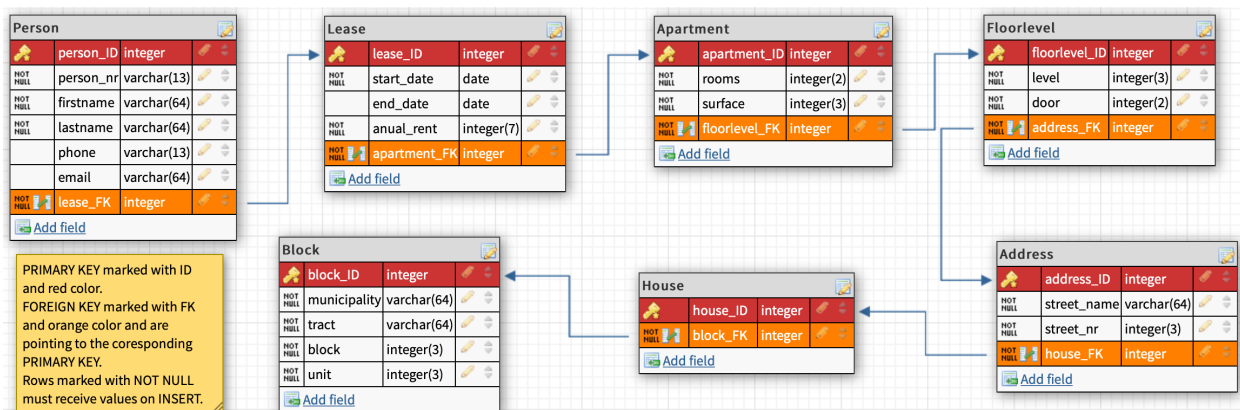 Person
person_ID integer
NOT NULL person_nr varchar(13)
NOT NULL firstname varchar(64)
NOT NULL lastname varchar(64)
phone varchar(13)
email varchar(64)
NOT NULL lease_FK integer
Add field
Lease
lease_ID integer
NOT NULL start_date date
end_date date
NOT NULL anual_rent integer(7)
NOT NULL apartment_FK integer
Add field
Apartment
apartment_ID integer
NOT NULL rooms integer(2)
NOT NULL surface integer(3)
NOT NULL floorlevel_FK integer
Add field
Floorlevel
floorlevel_ID integer
NOT NULL level integer(3)
NOT NULL door integer(2)
NOT NULL address_FK integer
Add field
PRIMARY KEY marked with ID
and red color.
FOREIGN KEY marked with FK
and orange color and are
pointing to the coresponding
PRIMARY KEY.
Rows marked with NOT NULL
must receive values on INSERT.
Block
block_ID integer
NOT NULL municipality varchar(64)
NOT NULL tract varchar(64)
NOT NULL block integer(3)
NOT NULL unit integer(3)
Add field
House
house_ID integer
NOT NULL block_FK integer
Add field
Address
address_ID integer
NOT NULL street_name varchar(64)
NOT NULL street_nr integer(3)
NOT NULL house_FK integer
Add field